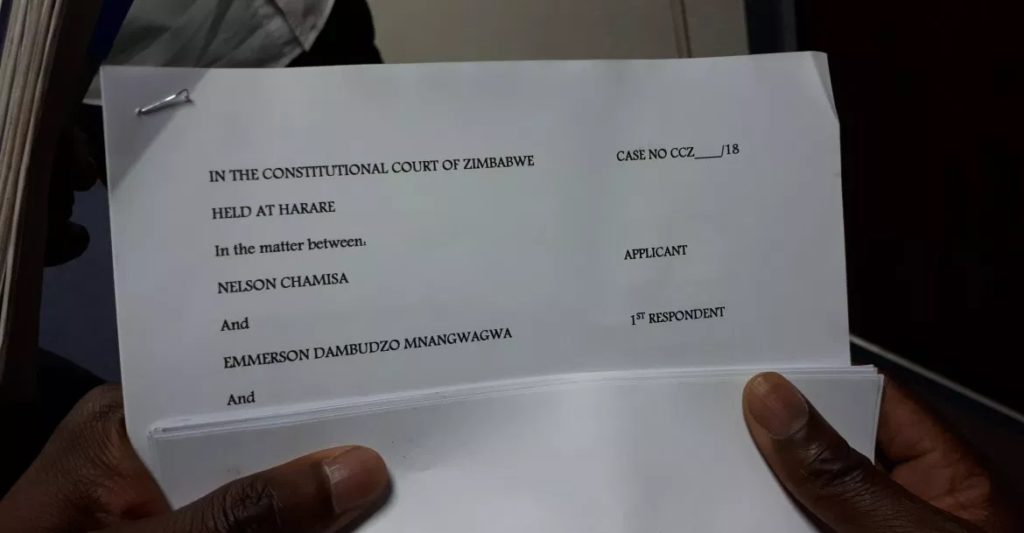 IN THE CONSTITUTIONAL COURT OF ZIMBABWE CASE NO CCZ____/18
HELD AT HARARE
In the matter between:
NELSON CHAMISA APPLICANT
And
EMMERSON DAMBUDZO MNANGWAGWA 1ST RESPONDENT
And